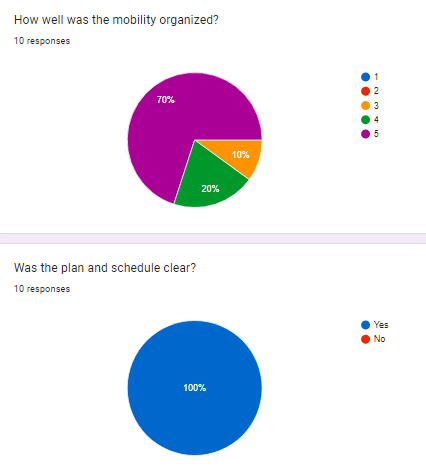 How well was the mobility organized?
10 responses
70%
10%
20%
1
2
3
4
5
Was the plan and schedule clear?
10 responses
100%
Yes
No